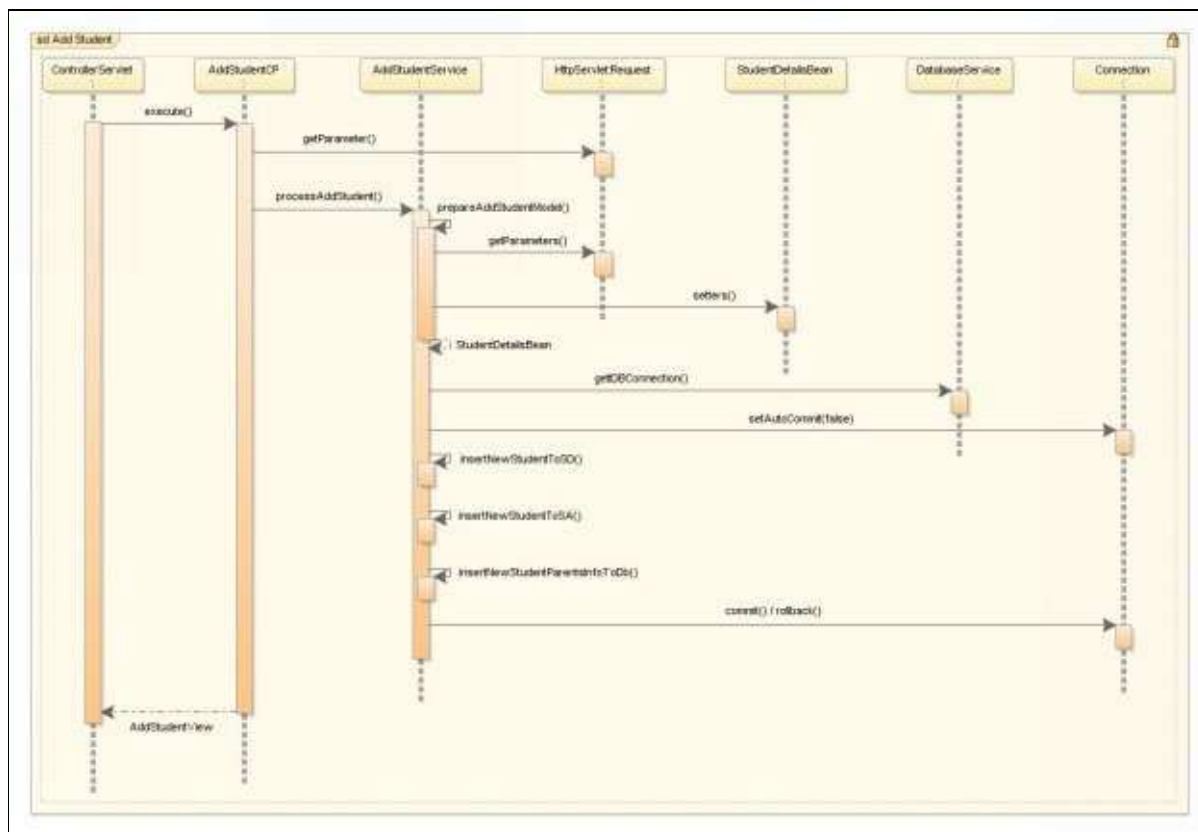 sd Add Student
ControllerServlet
AddStudentCP
AddStudentService
HttpServletRequest
StudentDetailsBean
DatabaseService
Connection
execute()
getParameter()
processAddStudent()
prepareAddStudentModel()
getParameters()
setters()
StudentDetailsBean
getDBConnection()
setAutoCommit(false)
insertNewStudentToSD()
insertNewStudentToSA()
insertNewStudentParentsInfoToDb()
commit() / rollback()
AddStudentView